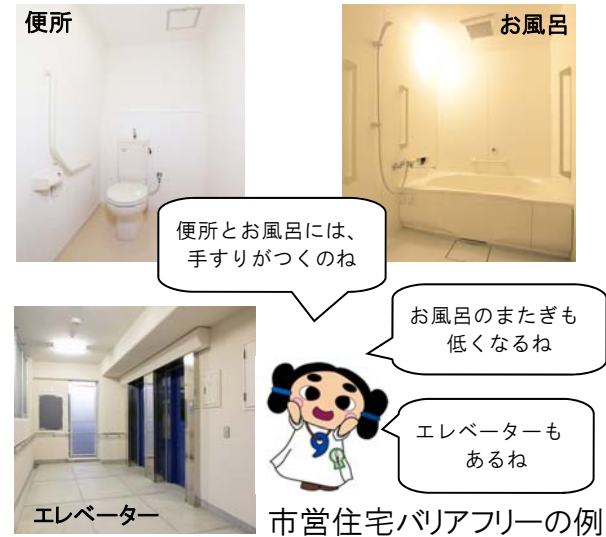 便所
お風呂
便所とお風呂には、
手すりがつくのね
お風呂のまたぎも
低くなるね
エレベーターも
あるね
エレベーター
市営住宅バリアフリーの例